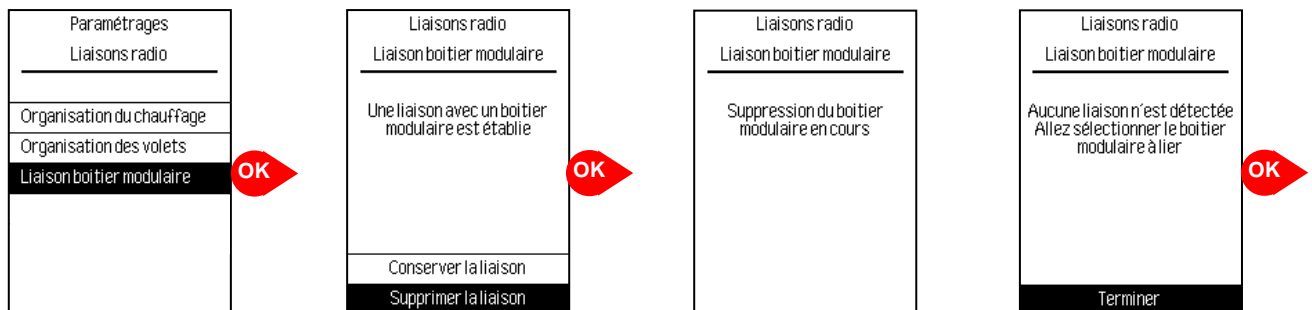 Paramétrages
Liaisons radio
Organisation du chauffage
Organisation des volets
Liaison boitier modulaire
OK
Liaisons radio
Liaison boitier modulaire
Une liaison avec un boitier
modulaire est établie
Conserver la liaison
Supprimer la liaison
OK
Liaisons radio
Liaison boitier modulaire
Suppression du boitier
modulaire en cours
Liaisons radio
Liaison boitier modulaire
Aucune liaison n'est détectée
Allez sélectionner le boitier
modulaire à lier
Terminer
OK